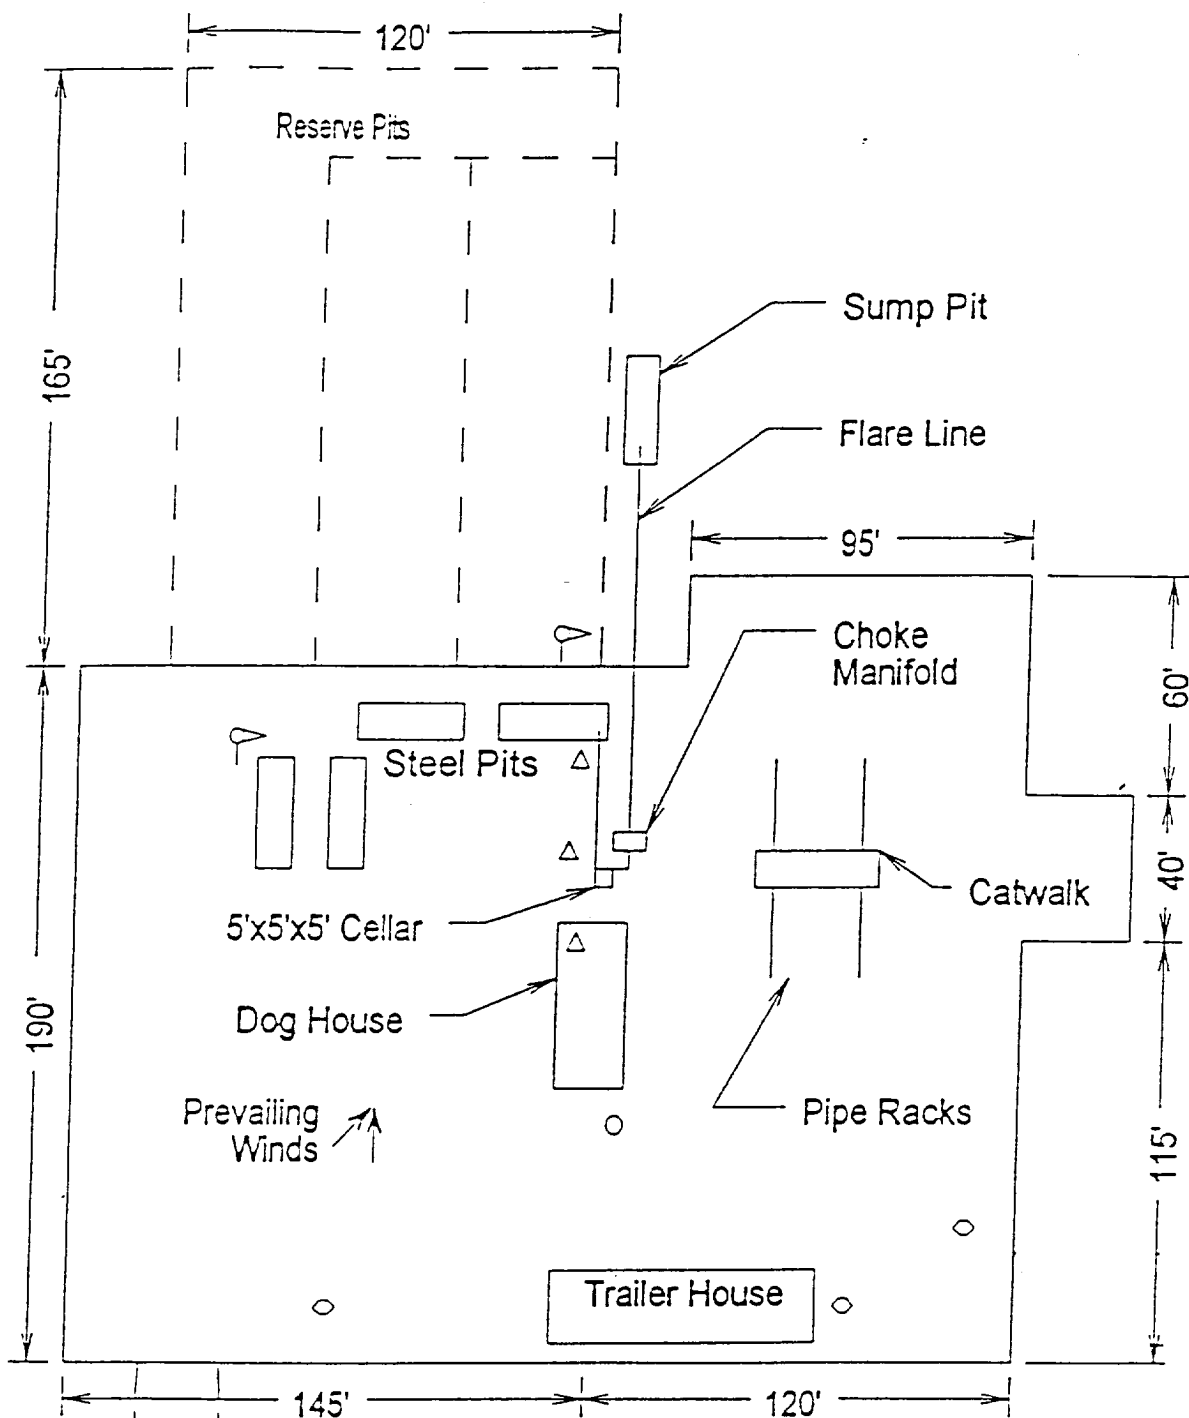 120'
Reserve Pits
Sump Pit
165'
Flare Line
95'
Choke
Manifold
60'
Steel Pits
40'
Catwalk
5'x5'x5' Cellar
190'
Dog House
Prevailing
Winds
Pipe Racks
115'
Trailer House
145'
120'